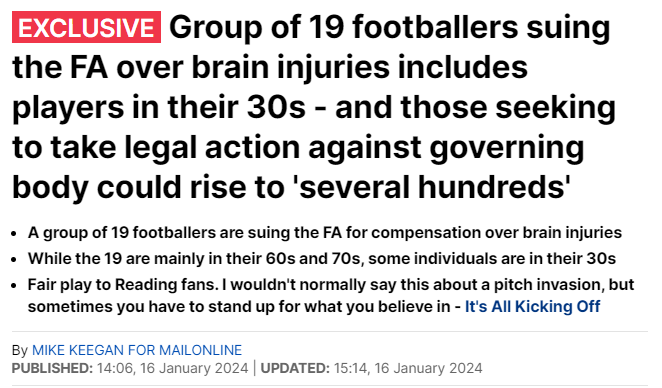 EXCLUSIVE Group of 19 footballers suing
the FA over brain injuries includes
players in their 30s - and those seeking
to take legal action against governing
body could rise to 'several hundreds'
• A group of 19 footballers are suing the FA for compensation over brain injuries
• While the 19 are mainly in their 60s and 70s, some individuals are in their 30s
• Fair play to Reading fans. I wouldn't normally say this about a pitch invasion, but
sometimes you have to stand up for what you believe in - It's All Kicking Off
By MIKE KEEGAN FOR MAILONLINE
PUBLISHED: 14:06, 16 January 2024 | UPDATED: 15:14, 16 January 2024